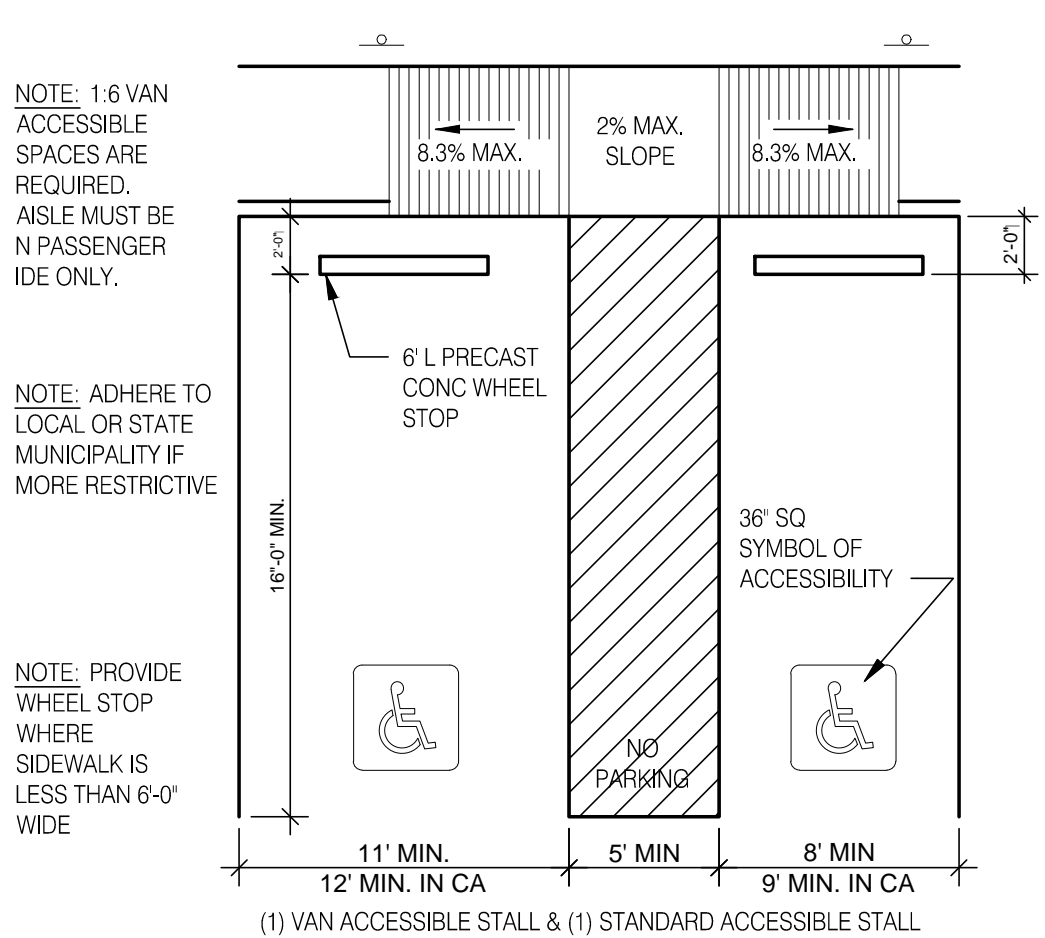 NOTE: 1:6 VAN
ACCESSIBLE
SPACES ARE
REQUIRED.
AISLE MUST BE
N PASSENGER
IDE ONLY.
8.3% MAX.
2% MAX.
SLOPE
8.3% MAX.
2'-0"
2'-0"
6' L PRECAST
CONC WHEEL
STOP
NOTE: ADHERE TO
LOCAL OR STATE
MUNICIPALITY IF
MORE RESTRICTIVE
16"-0" MIN.
36" SQ
SYMBOL OF
ACCESSIBILITY
NOTE: PROVIDE
WHEEL STOP
WHERE
SIDEWALK IS
LESS THAN 6'-0"
WIDE
NO
PARKING
11' MIN.
12' MIN. IN CA
5' MIN
8' MIN
9' MIN. IN CA
(1) VAN ACCESSIBLE STALL & (1) STANDARD ACCESSIBLE STALL